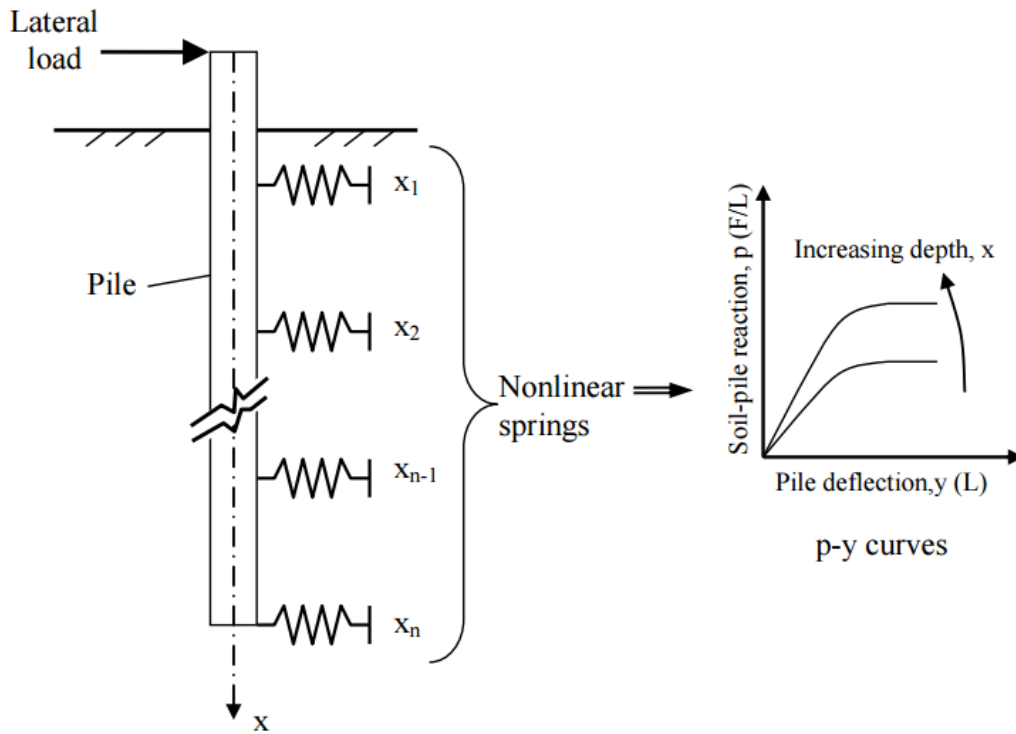 Lateral
load
x₁
Pile
x₂
Nonlinear
springs
xₙ₋₁
xₙ
x
Soil-pile reaction, p (F/L)
Increasing depth, x
Pile deflection,y (L)
p-y curves